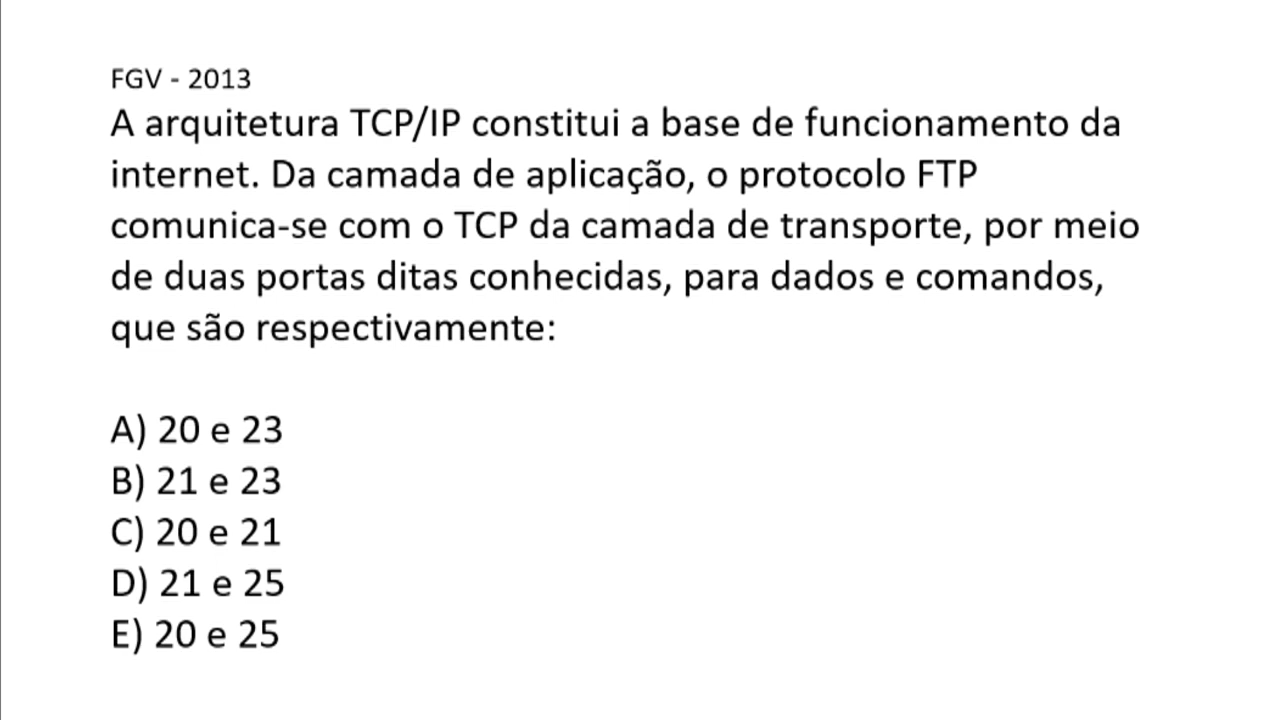 FGV - 2013
A arquitetura TCP/IP constitui a base de funcionamento da
internet. Da camada de aplicação, o protocolo FTP
comunica-se com o TCP da camada de transporte, por meio
de duas portas ditas conhecidas, para dados e comandos,
que são respectivamente:
A) 20 e 23
B) 21 e 23
C) 20 e 21
D) 21 e 25
E) 20 e 25